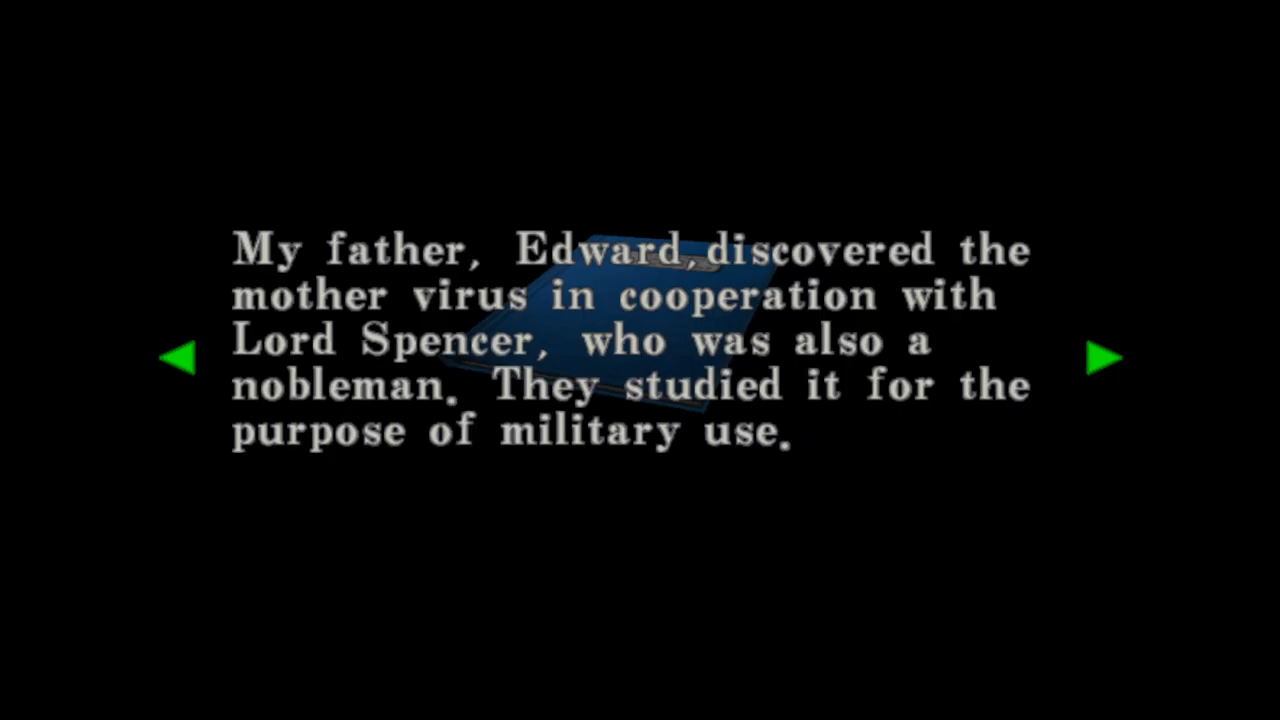 My father, Edward,discovered the
mother virus in cooperation with
Lord Spencer, who was also a
nobleman. They studied it for the
purpose of military use.